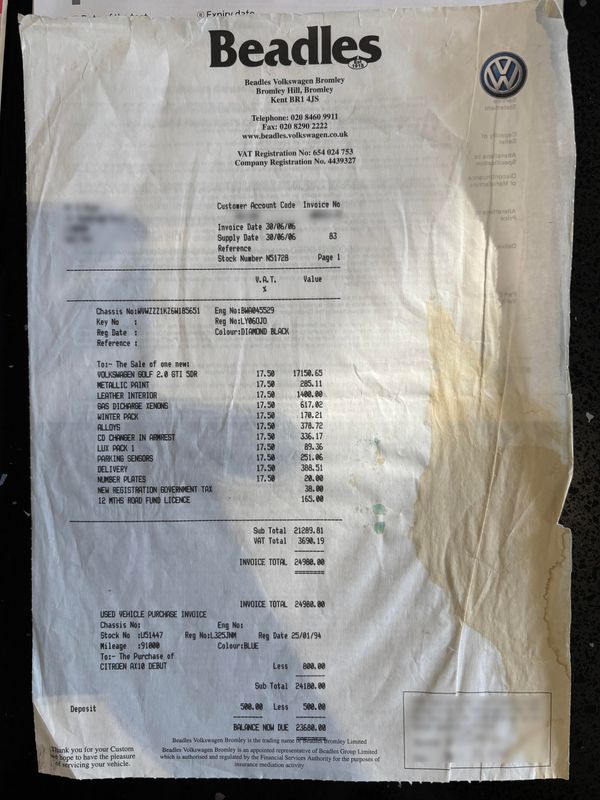 Expiry date
Beadles
Beadles Volkswagen Bromley
Bromley Hill, Bromley
Kent BR1 4JS
Telephone: 020 8460 9911
Fax: 020 8290 2222
www.beadles.volkswagen.co.uk
VAT Registration No: 654 024 753
Company Registration No. 4439327
Customer Account Code Invoice No
Invoice Date 30/06/06
Supply Date 30/06/06 83
Reference
Stock Number N51728 Page 1
V.A.T. Value
%
Chassis No:WVWZZZ1KZ6W185651 Eng No:BWA045529
Key No : Reg No:LY06OJO
Reg Date : Colour:DIAMOND BLACK
Reference :
To:- The Sale of one new:
VOLKSWAGEN GOLF 2.0 GTI 5DR 17.50 17150.65
METALLIC PAINT 17.50 285.11
LEATHER INTERIOR 17.50 1400.00
GAS DICHARGE XENONS 17.50 617.02
WINTER PACK 17.50 170.21
ALLOYS 17.50 378.72
CD CHANGER IN ARMREST 17.50 336.17
LUX PACK 1 17.50 89.36
PARKING SENSORS 17.50 251.06
DELIVERY 17.50 388.51
NUMBER PLATES 17.50 20.00
NEW REGISTRATION GOVERNMENT TAX 38.00
12 MTHS ROAD FUND LICENCE 165.00
Sub Total 21289.81
VAT Total 3690.19
INVOICE TOTAL 24980.00
INVOICE TOTAL 24980.00
USED VEHICLE PURCHASE INVOICE
Chassis No: Eng No:
Stock No :U51447 Reg No:L325JNM Reg Date 25/01/94
Mileage :91000 Colour:BLUE
To:- The Purchase of
CITROEN AX10 DEBUT Less 800.00
Sub Total 24180.00
Deposit 500.00 Less 500.00
BALANCE NOW DUE 23680.00
Beadles Volkswagen Bromley is the trading name of Beadles Bromley Limited
Beadles Volkswagen Bromley is an appointed representative of Beadles Group Limited
which is authorised and regulated by the Financial Services Authority for the purposes of
insurance mediation activity
Thank you for your Custom
we hope to have the pleasure
of servicing your vehicle.